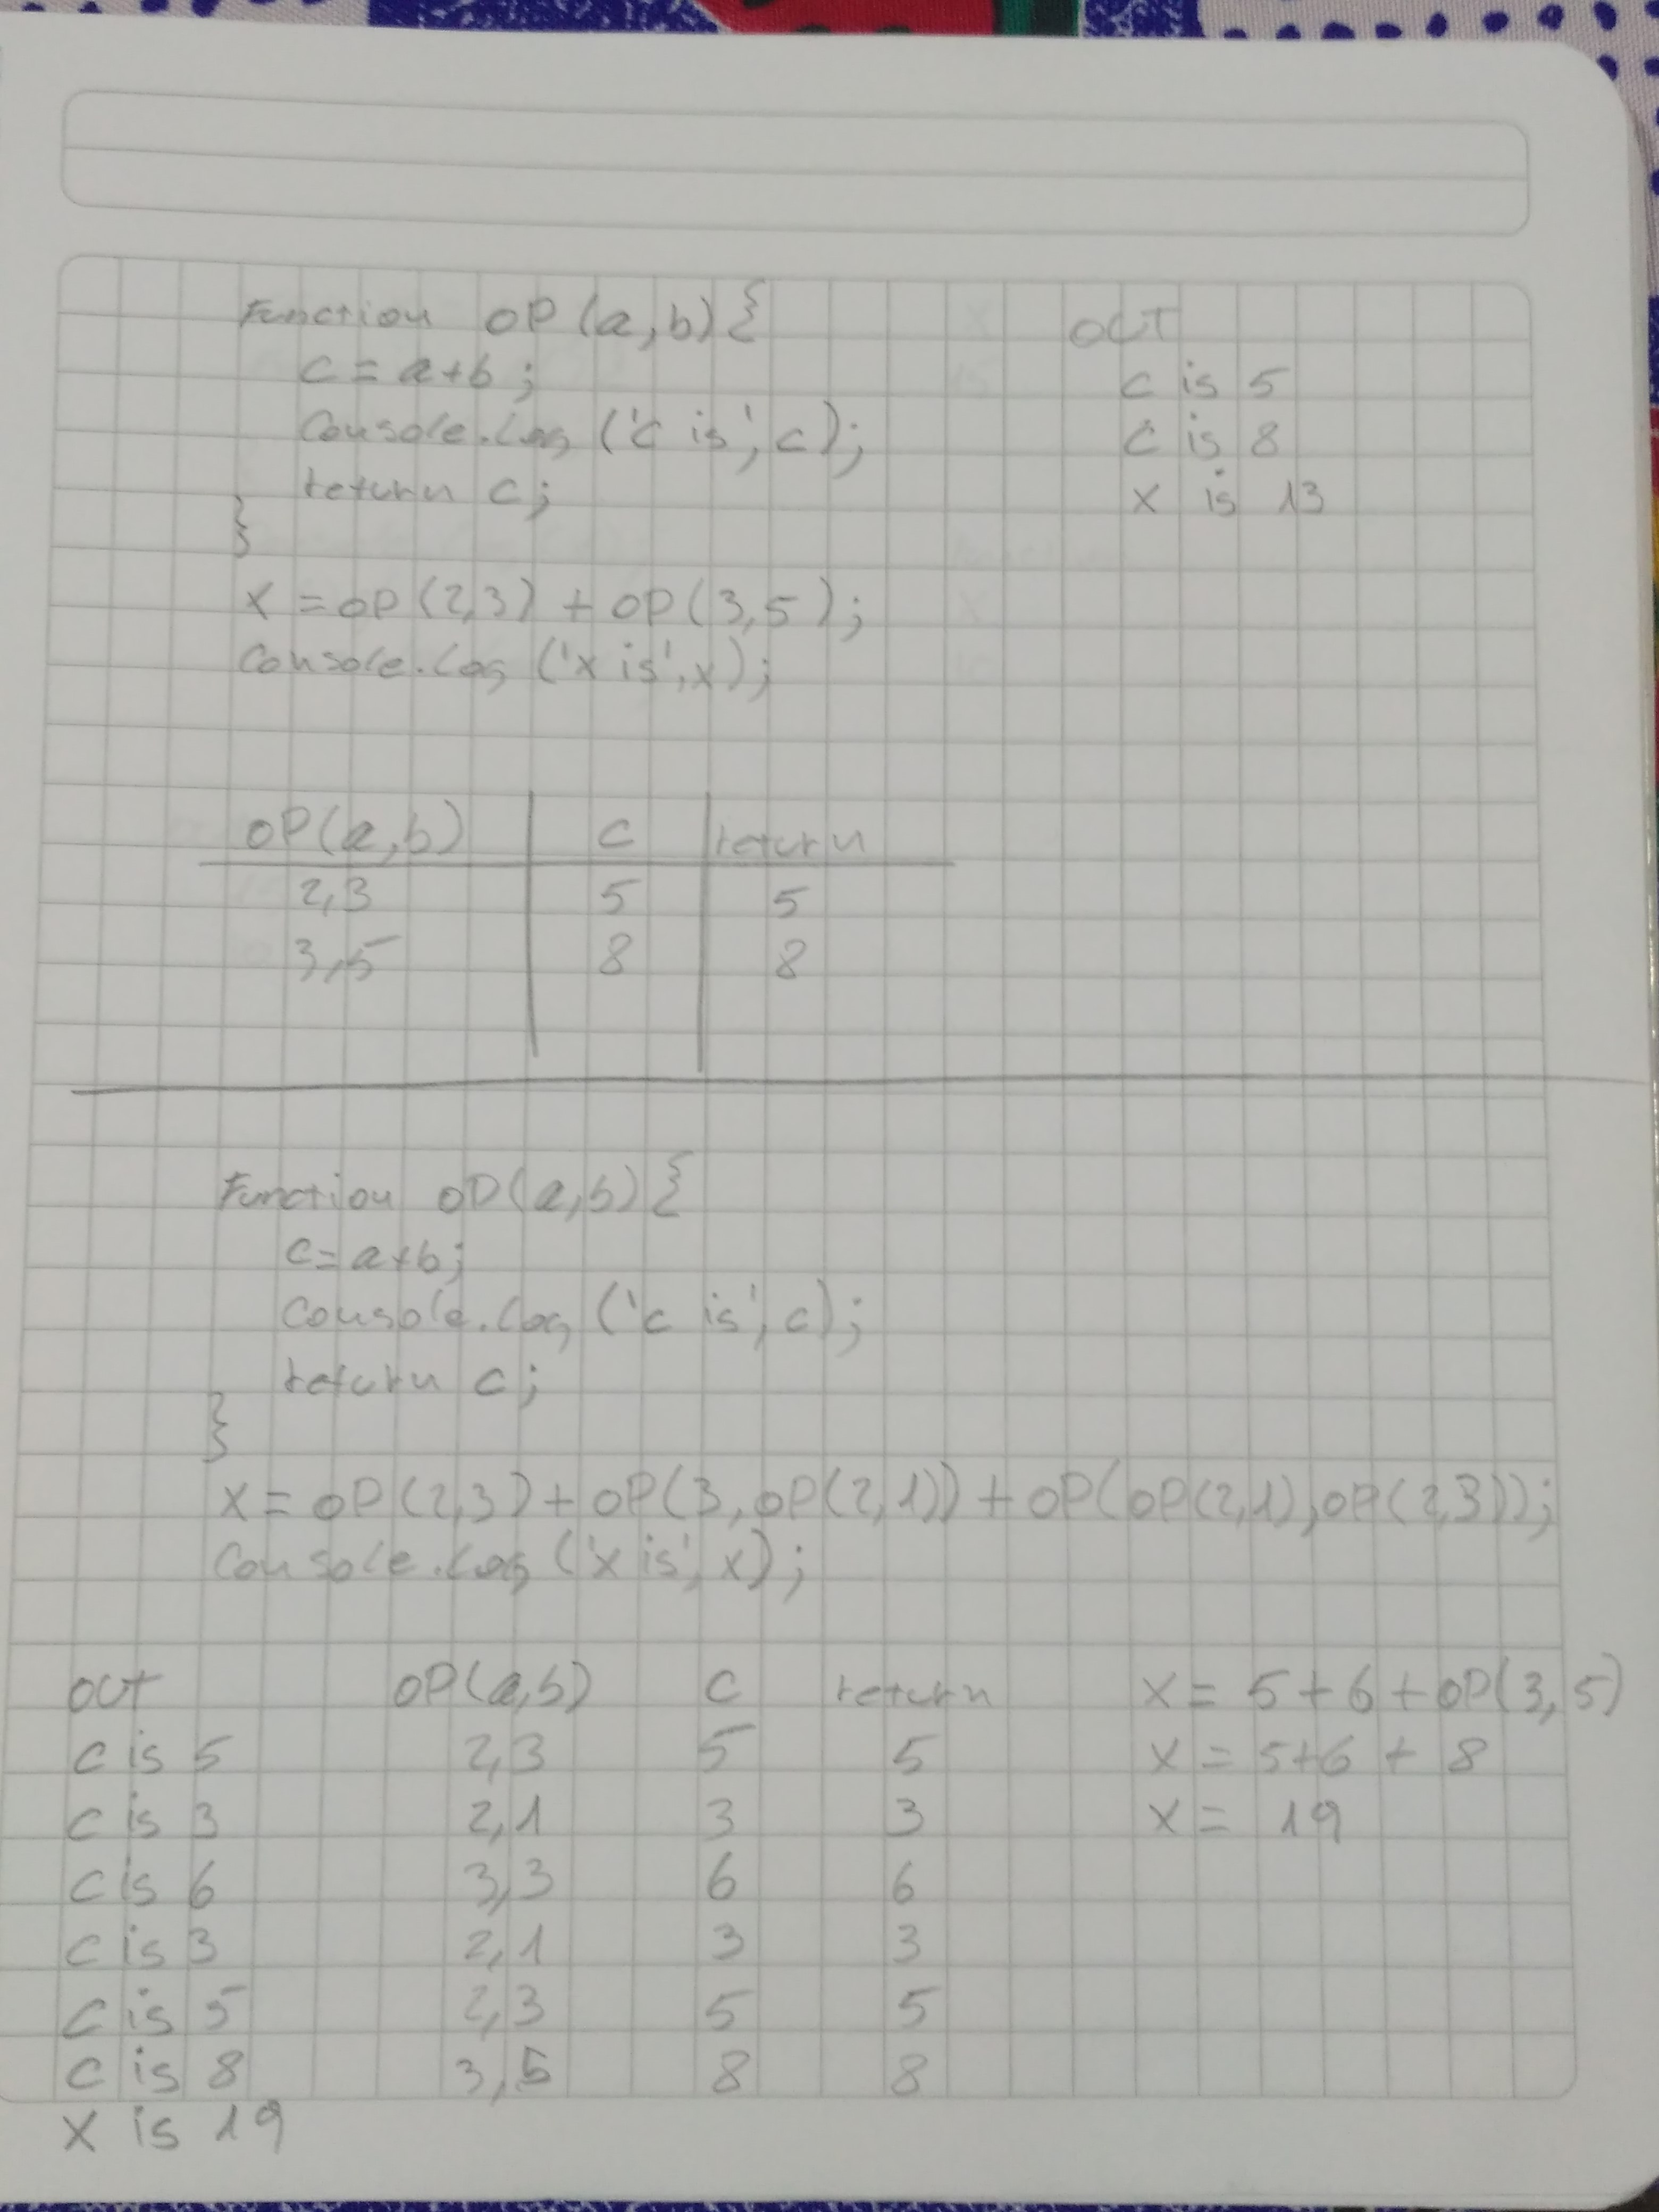 Function OP (a,b) {
c = a+b ;
Console.Log ('c is', c);
return c;
}
x = OP (2,3) + OP (3,5);
Console.Log ('x is', x);
OUT
c is 5
c is 8
x is 13
OP(a,b) c return
2,3 5 5
3,5 8 8
Function OP(a,b) {
c = a+b;
Console.Log ('c is', c);
return c;
}
x = OP (2,3) + OP (3, OP(2,1)) + OP(OP(2,1), OP(2,3));
Console.Log ('x is', x);
OUT OP(a,b) c return x = 5+6+OP(3,5)
c is 5 2,3 5 5 x = 5+6 + 8
c is 3 2,1 3 3 x = 19
c is 6 3,3 6 6
c is 3 2,1 3 3
c is 5 2,3 5 5
c is 8 3,5 8 8
x is 19